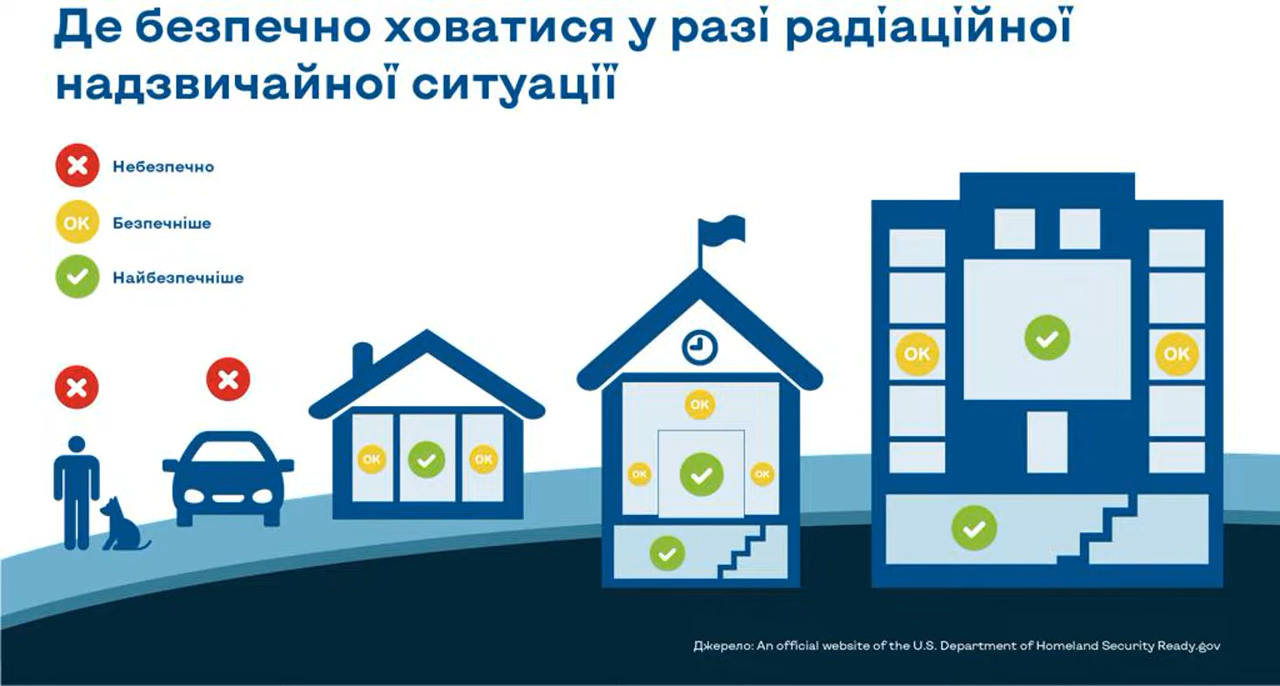 Де безпечно ховатися у разі радіаційної
надзвичайної ситуації
Небезпечно
OK Безпечніше
Найбезпечніше
OK
OK
OK
OK
OK
OK
OK
Джерело: An official website of the U.S. Department of Homeland Security Ready.gov